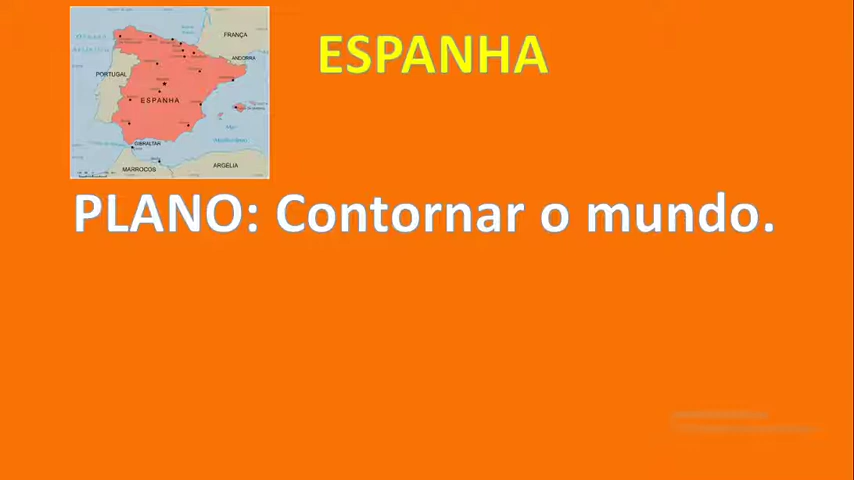 ESPANHA
FRANÇA
ANDORRA
PORTUGAL
ESPANHA
GIBRALTAR
MARROCOS
ARGÉLIA
PLANO: Contornar o mundo.